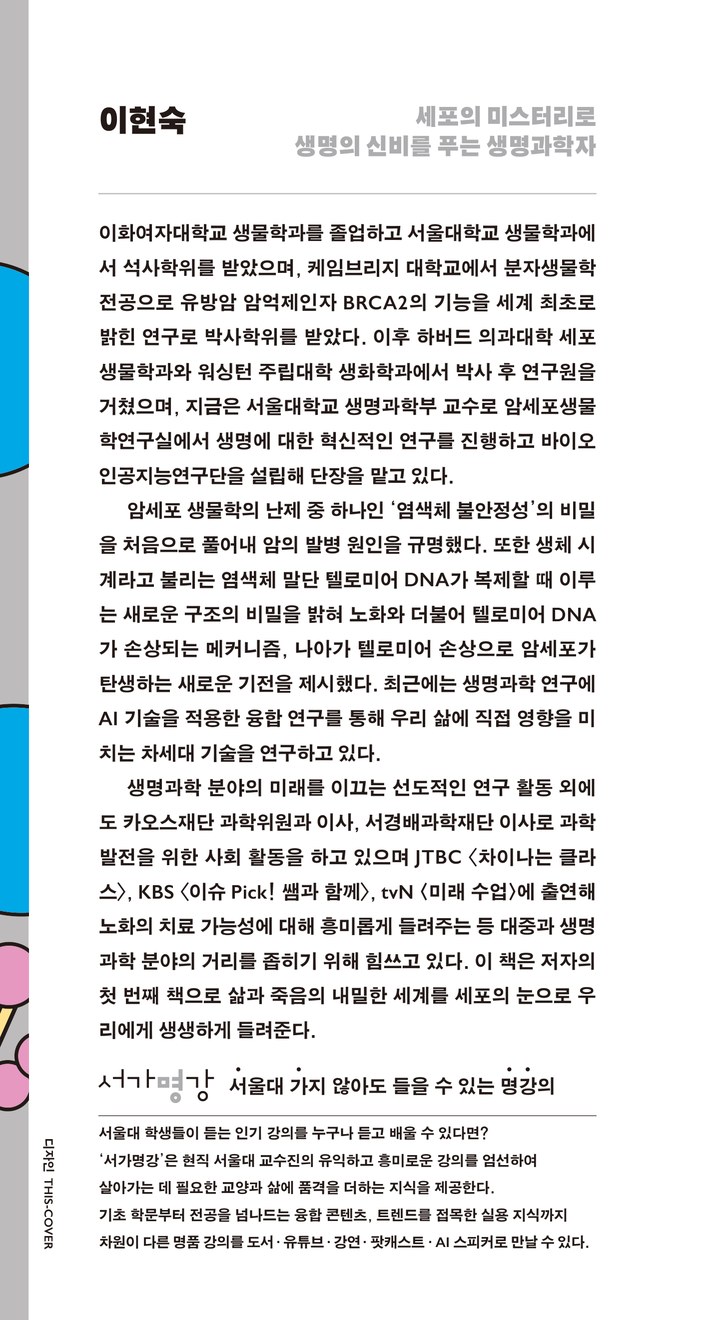 이현숙
세포의 미스터리로
생명의 신비를 푸는 생명과학자
이화여자대학교 생물학과를 졸업하고 서울대학교 생물학과에
서 석사학위를 받았으며, 케임브리지 대학교에서 분자생물학
전공으로 유방암 암억제인자 BRCA2의 기능을 세계 최초로
밝힌 연구로 박사학위를 받았다. 이후 하버드 의과대학 세포
생물학과와 워싱턴 주립대학 생화학과에서 박사 후 연구원을
거쳤으며, 지금은 서울대학교 생명과학부 교수로 암세포생물
학연구실에서 생명에 대한 혁신적인 연구를 진행하고 바이오
인공지능연구단을 설립해 단장을 맡고 있다.
암세포 생물학의 난제 중 하나인 ‘염색체 불안정성’의 비밀
을 처음으로 풀어내 암의 발병 원인을 규명했다. 또한 생체 시
계라고 불리는 염색체 말단 텔로미어 DNA가 복제할 때 이루
는 새로운 구조의 비밀을 밝혀 노화와 더불어 텔로미어 DNA
가 손상되는 메커니즘, 나아가 텔로미어 손상으로 암세포가
탄생하는 새로운 기전을 제시했다. 최근에는 생명과학 연구에
AI 기술을 적용한 융합 연구를 통해 우리 삶에 직접 영향을 미
치는 차세대 기술을 연구하고 있다.
생명과학 분야의 미래를 이끄는 선도적인 연구 활동 외에
도 카오스재단 과학위원과 이사, 서경배과학재단 이사로 과학
발전을 위한 사회 활동을 하고 있으며 JTBC 〈차이나는 클라
스〉, KBS 〈이슈 Pick! 쌤과 함께〉, tvN 〈미래 수업〉에 출연해
노화의 치료 가능성에 대해 흥미롭게 들려주는 등 대중과 생명
과학 분야의 거리를 좁히기 위해 힘쓰고 있다. 이 책은 저자의
첫 번째 책으로 삶과 죽음의 내밀한 세계를 세포의 눈으로 우
리에게 생생하게 들려준다.
서가명강 서울대 가지 않아도 들을 수 있는 명강의
서울대 학생들이 듣는 인기 강의를 누구나 듣고 배울 수 있다면?
‘서가명강’은 현직 서울대 교수진의 유익하고 흥미로운 강의를 엄선하여
살아가는 데 필요한 교양과 삶에 품격을 더하는 지식을 제공한다.
기초 학문부터 전공을 넘나드는 융합 콘텐츠, 트렌드를 접목한 실용 지식까지
차원이 다른 명품 강의를 도서 · 유튜브 · 강연 · 팟캐스트 · AI 스피커로 만날 수 있다.
디자인 THIS-COVER